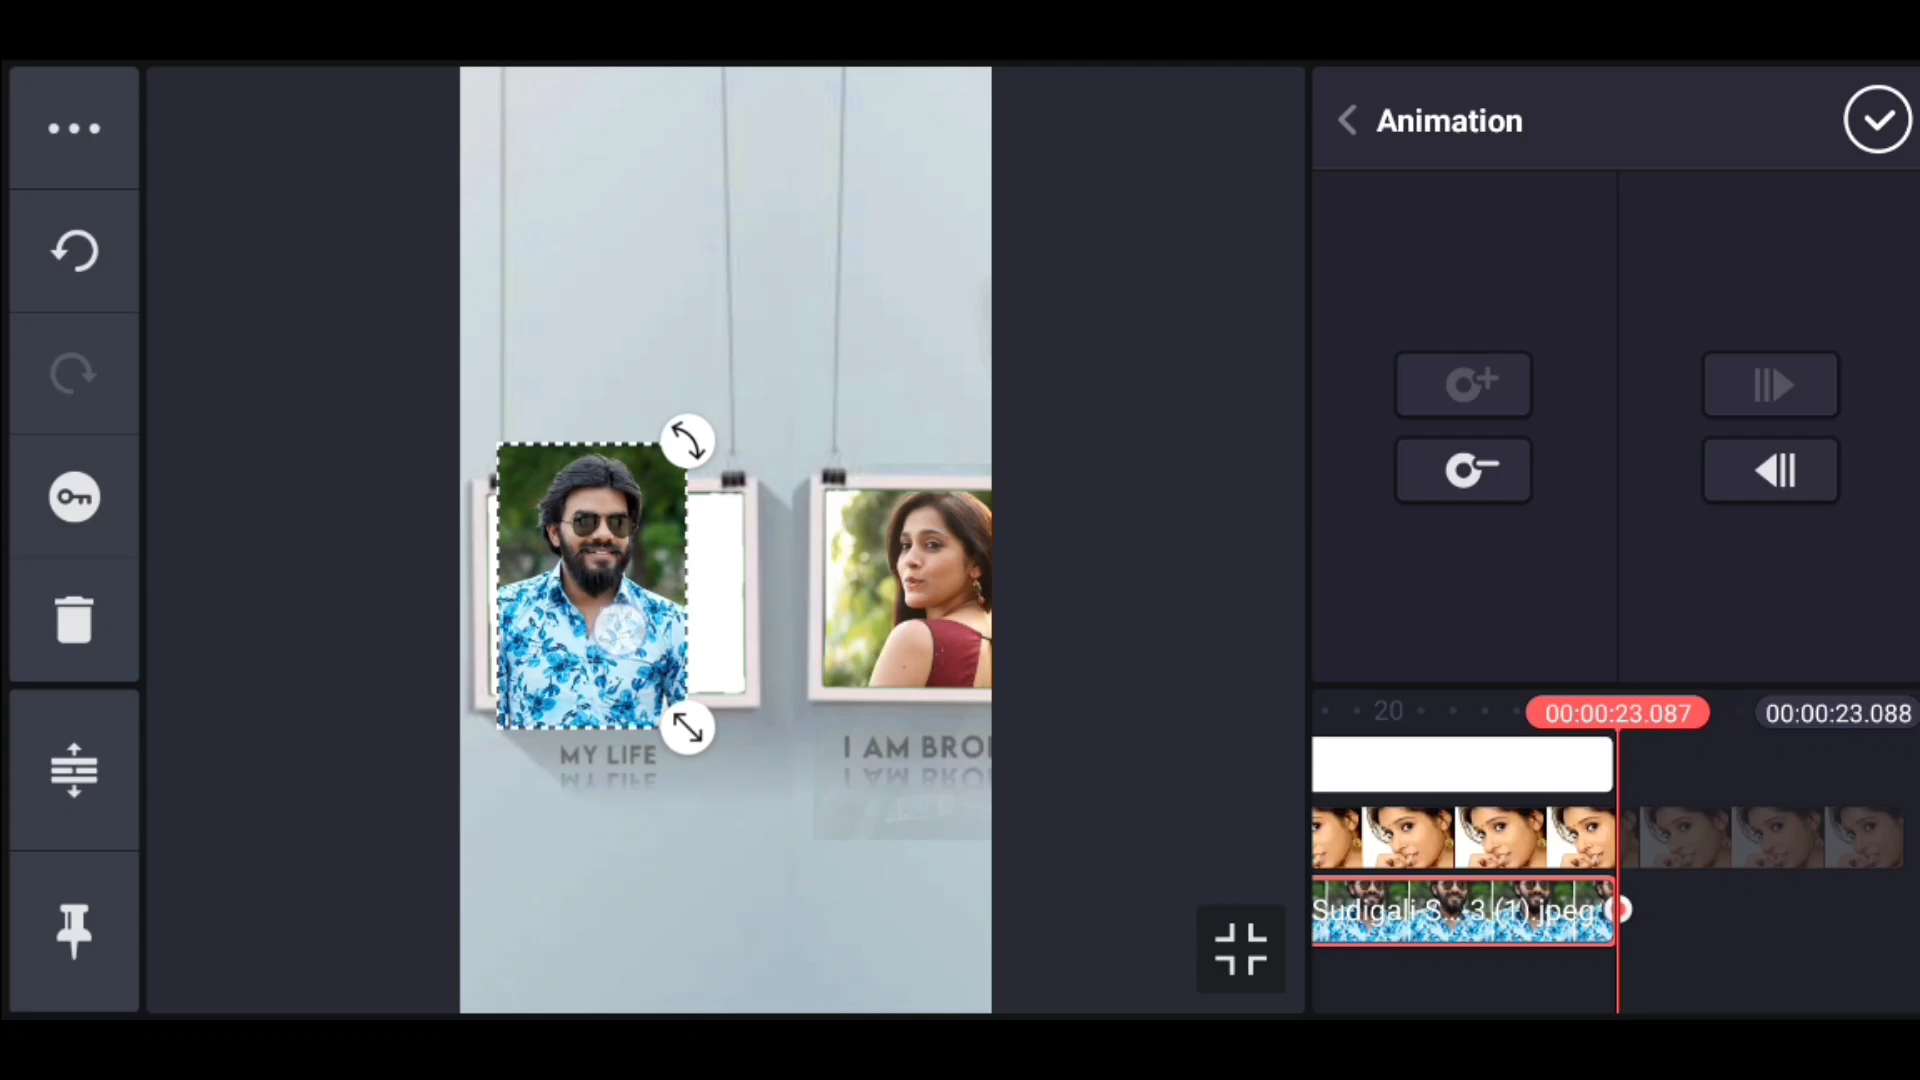 Animation
20
00:00:23.087
00:00:23.088
MY LIFE
I AM BRO
Sudigali-S...-3 (1).jpeg